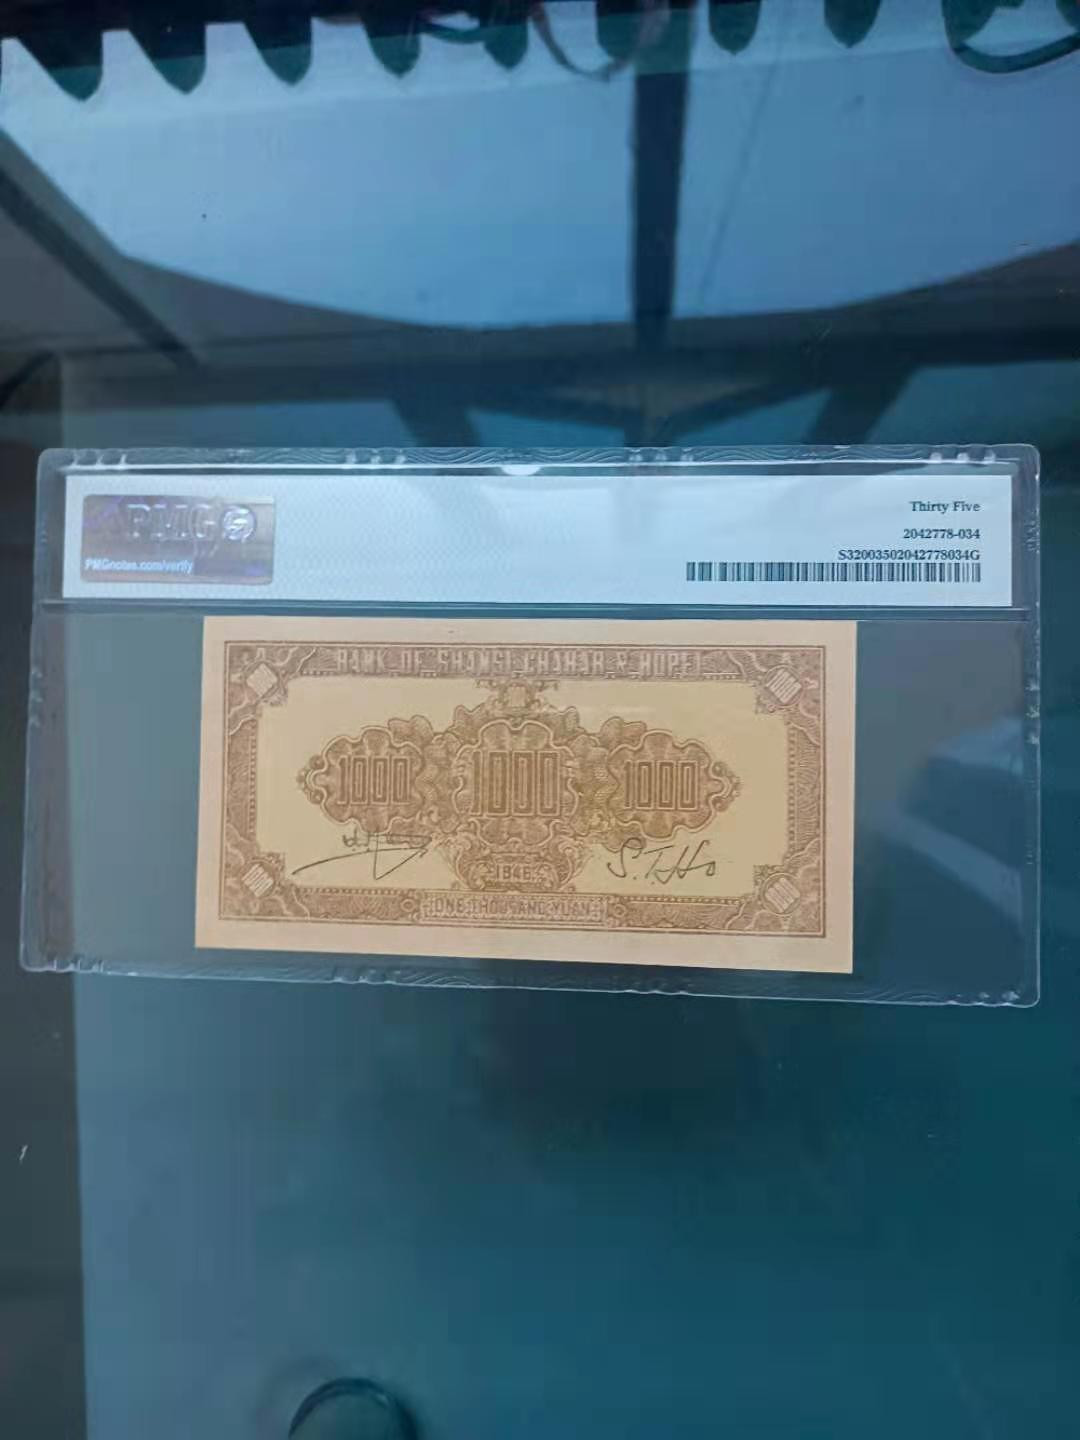 PMG
PMGnotes.com/verify
Thirty Five
2042778-034
S32003502042778034G
BANK OF SHANSI CHAHAR & HOPEI
1000 1000 1000
S.T.Ho
1946
ONE THOUSAND YUAN